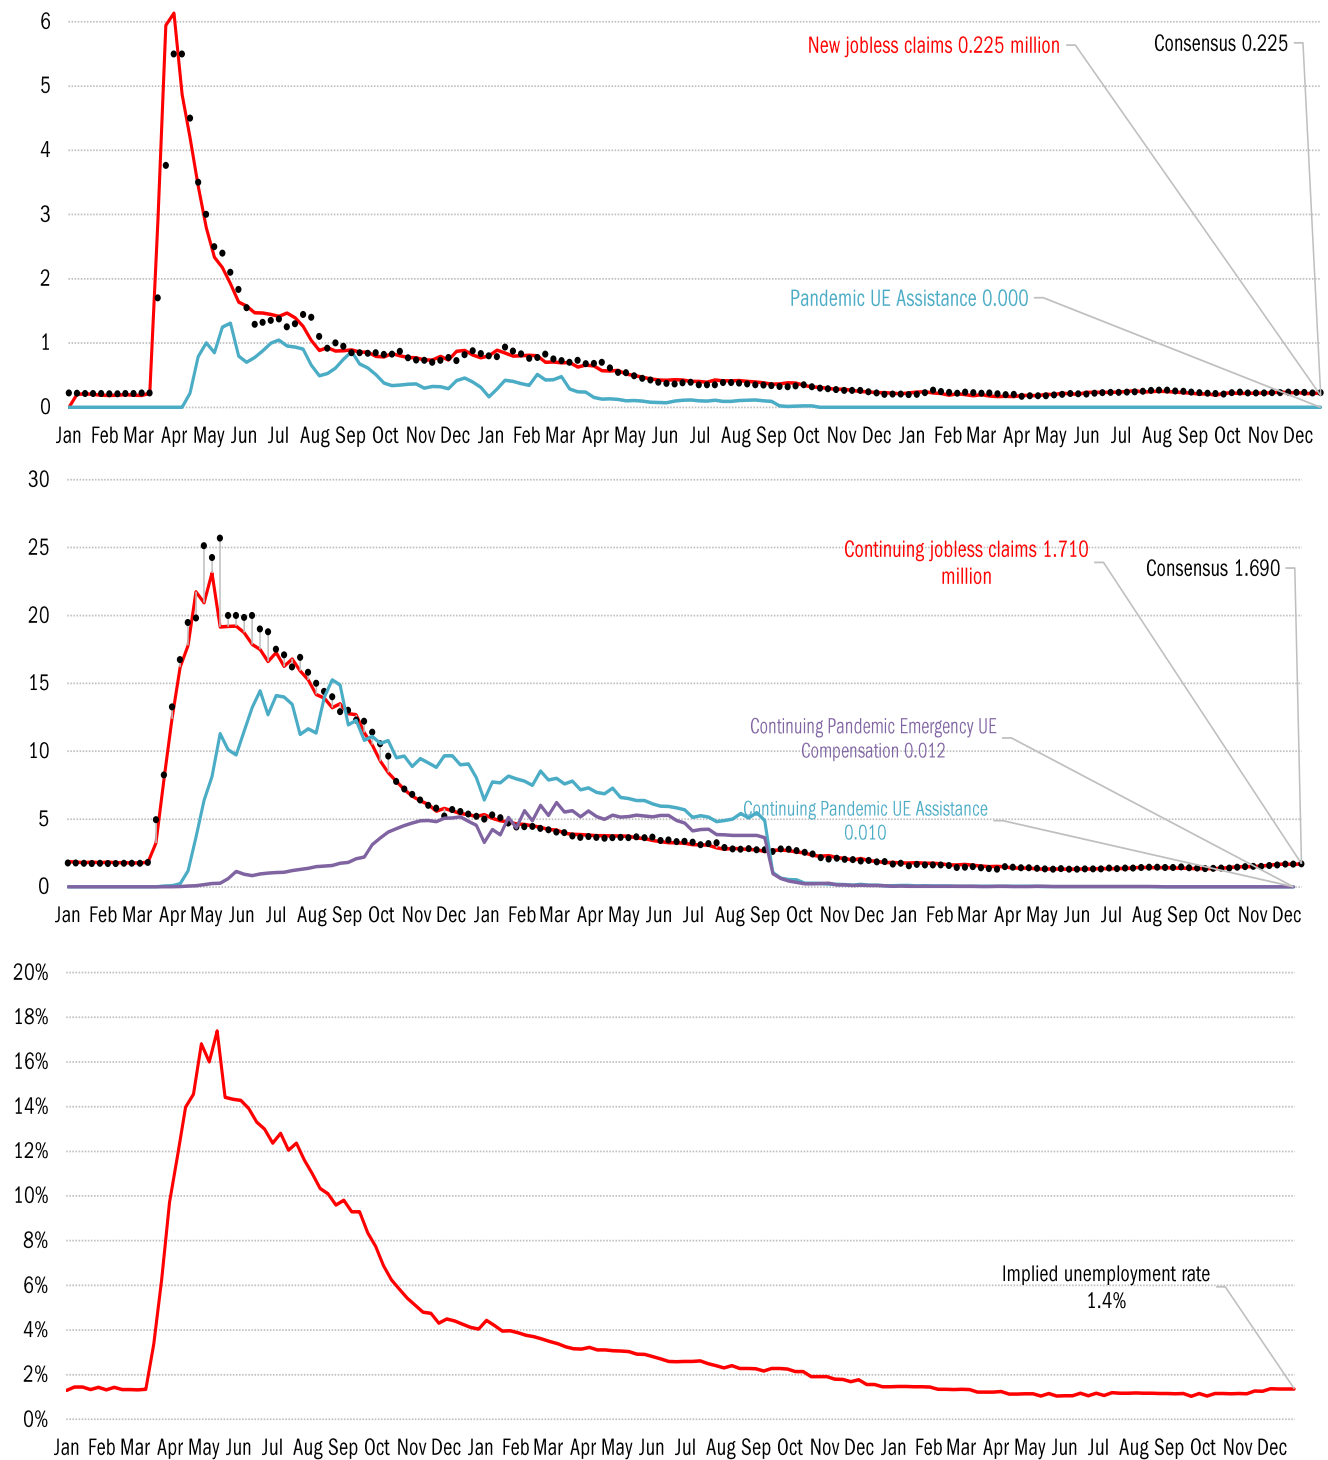 6
New jobless claims 0.225 million
Consensus 0.225
5
4
3
2
Pandemic UE Assistance 0.000
1
0
Jan Feb Mar Apr May Jun Jul Aug Sep Oct Nov Dec Jan Feb Mar Apr May Jun Jul Aug Sep Oct Nov Dec Jan Feb Mar Apr May Jun Jul Aug Sep Oct Nov Dec
30
25
Continuing jobless claims 1.710
million
Consensus 1.690
20
15
Continuing Pandemic Emergency UE
Compensation 0.012
10
Continuing Pandemic UE Assistance
0.010
5
0
Jan Feb Mar Apr May Jun Jul Aug Sep Oct Nov Dec Jan Feb Mar Apr May Jun Jul Aug Sep Oct Nov Dec Jan Feb Mar Apr May Jun Jul Aug Sep Oct Nov Dec
20%
18%
16%
14%
12%
10%
8%
6%
Implied unemployment rate
1.4%
4%
2%
0%
Jan Feb Mar Apr May Jun Jul Aug Sep Oct Nov Dec Jan Feb Mar Apr May Jun Jul Aug Sep Oct Nov Dec Jan Feb Mar Apr May Jun Jul Aug Sep Oct Nov Dec